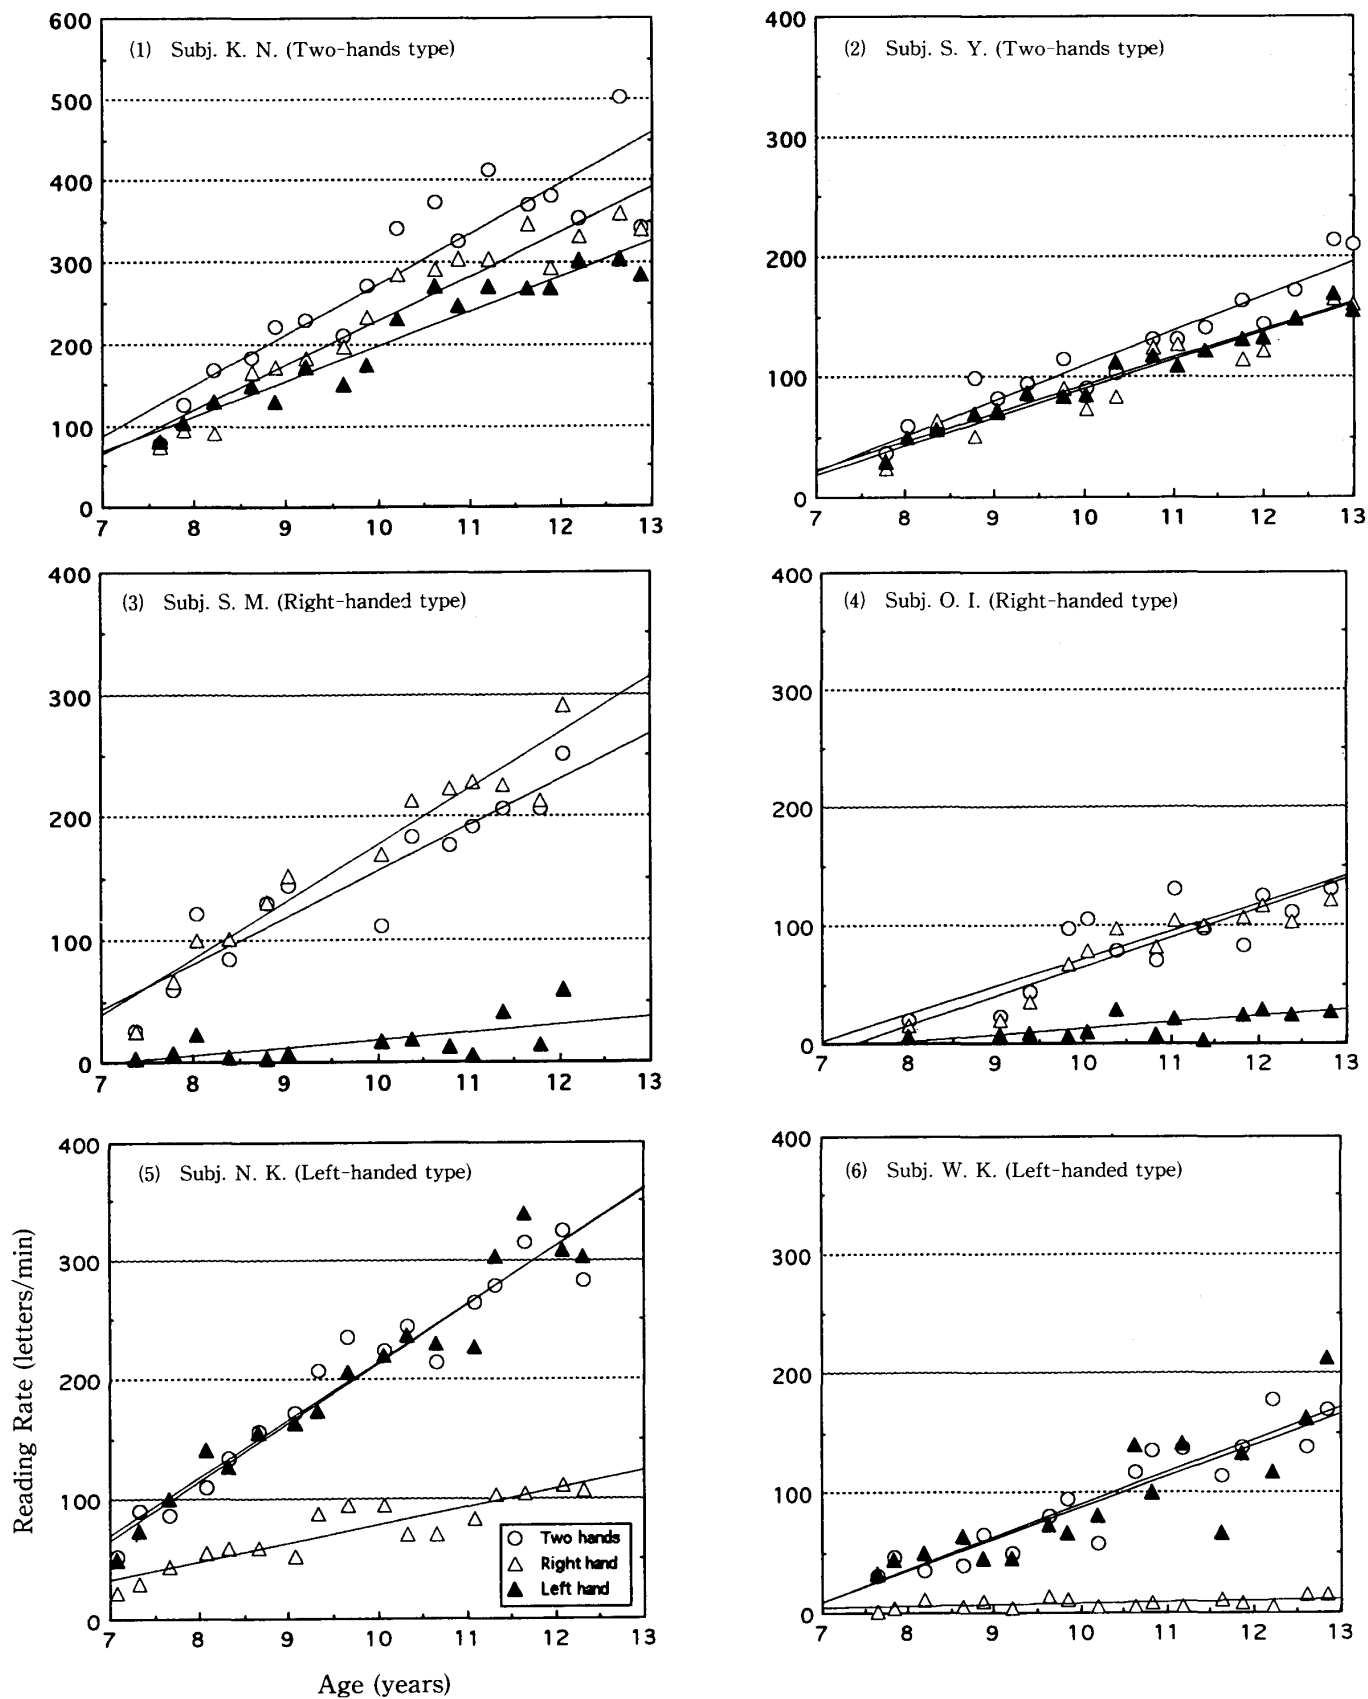 (1) Subj. K. N. (Two-hands type)
600
500
400
300
200
100
0
7 8 9 10 11 12 13
(2) Subj. S. Y. (Two-hands type)
400
300
200
100
0
7 8 9 10 11 12 13
(3) Subj. S. M. (Right-handed type)
400
300
200
100
0
7 8 9 10 11 12 13
(4) Subj. O. I. (Right-handed type)
400
300
200
100
0
7 8 9 10 11 12 13
(5) Subj. N. K. (Left-handed type)
400
300
200
100
0
7 8 9 10 11 12 13
Two hands
Right hand
Left hand
(6) Subj. W. K. (Left-handed type)
400
300
200
100
0
7 8 9 10 11 12 13
Reading Rate (letters/min)
Age (years)